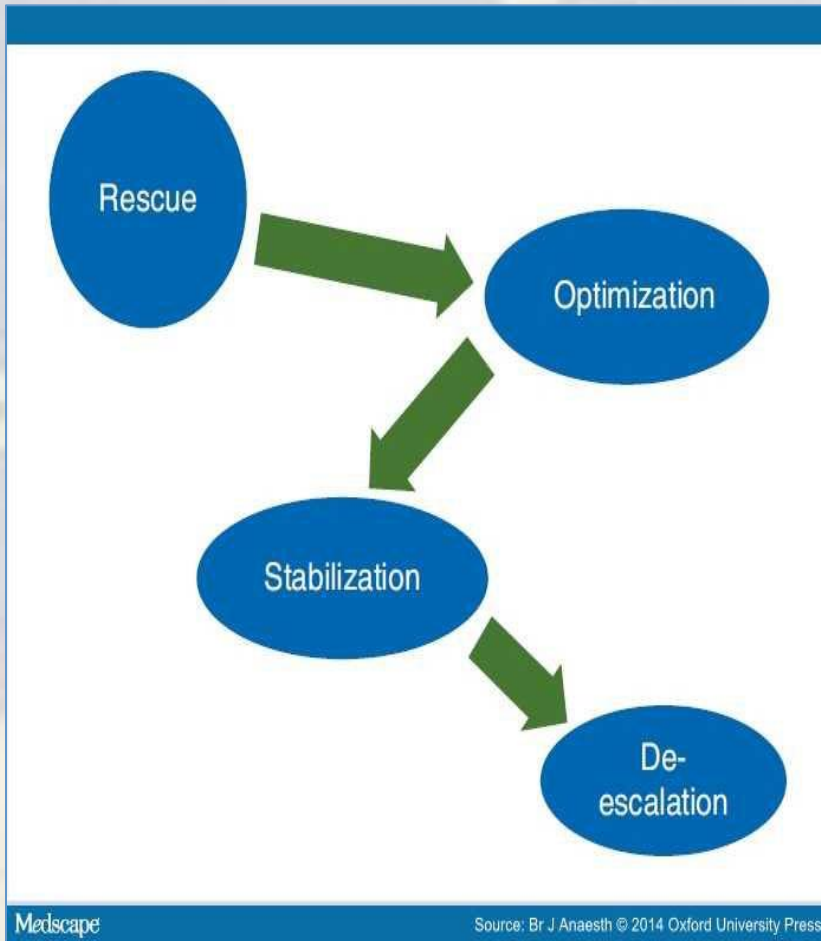 Rescue
Optimization
Stabilization
De-
escalation
Medscape
Source: Br J Anaesth © 2014 Oxford University Press